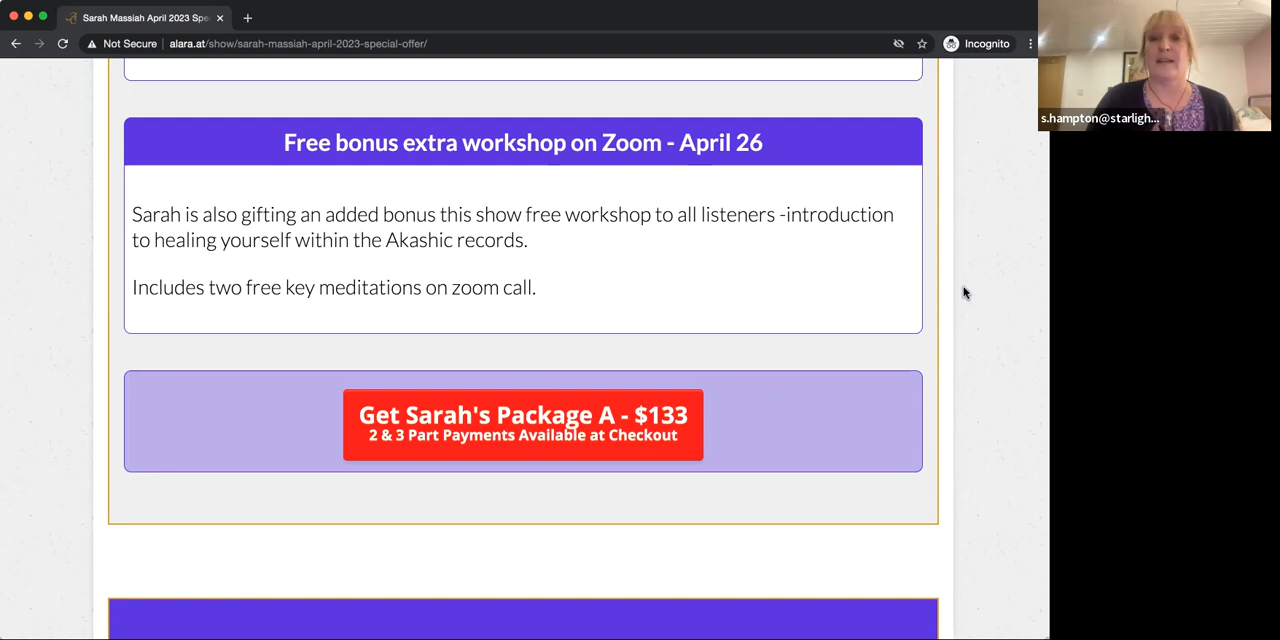 Sarah Massiah April 2023 Spe
Not Secure alara.at/show/sarah-massiah-april-2023-special-offer/
Incognito
s.hampton@starligh...
Free bonus extra workshop on Zoom - April 26
Sarah is also gifting an added bonus this show free workshop to all listeners -introduction
to healing yourself within the Akashic records.
Includes two free key meditations on zoom call.
Get Sarah's Package A - $133
2 & 3 Part Payments Available at Checkout